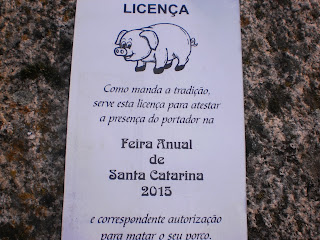 LICENÇA
Como manda a tradição,
serve esta licença para atestar
a presença do portador na
Feira Anual
de
Santa Catarina
2015
e correspondente autorização
para matar o seu porco.